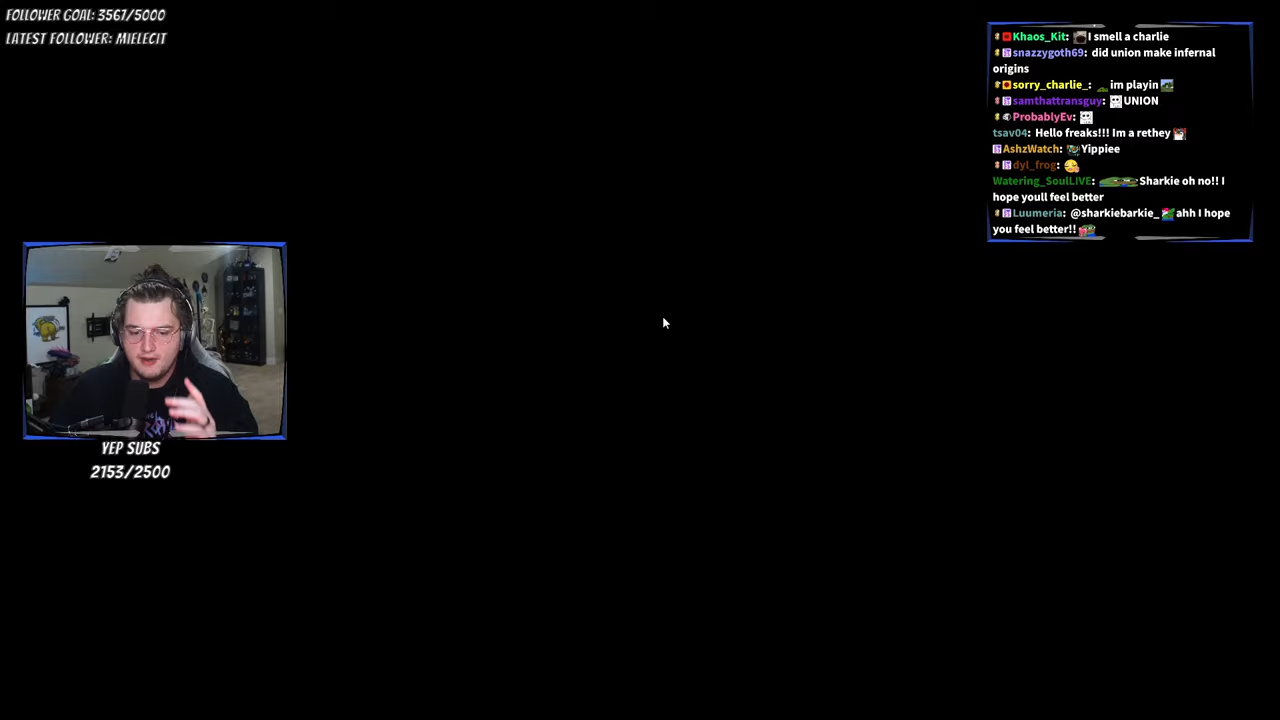 FOLLOWER GOAL: 3567/5000
LATEST FOLLOWER: MIELECIT
Khaos_Kit: I smell a charlie
snazzygoth69: did union make infernal
origins
sorry_charlie_: im playin
samthattransguy: UNION
ProbablyEv:
tsav04: Hello freaks!!! Im a rethey
AshzWatch: Yippiee
dyl_frog:
Watering_SoulLIVE: Sharkie oh no!! I
hope youll feel better
Luumeria: @sharkiebarkie_ ahh I hope
you feel better!!
YEP SUBS
2153/2500